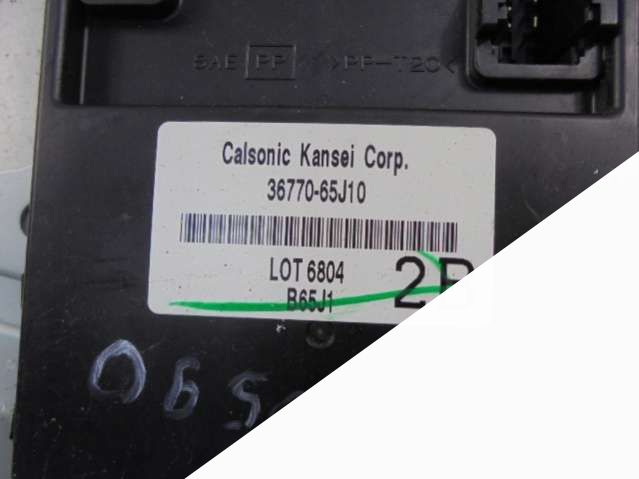 SAE PP >PP-T20<
Calsonic Kansei Corp.
36770-65J10
LOT 6804
2B
B65J1